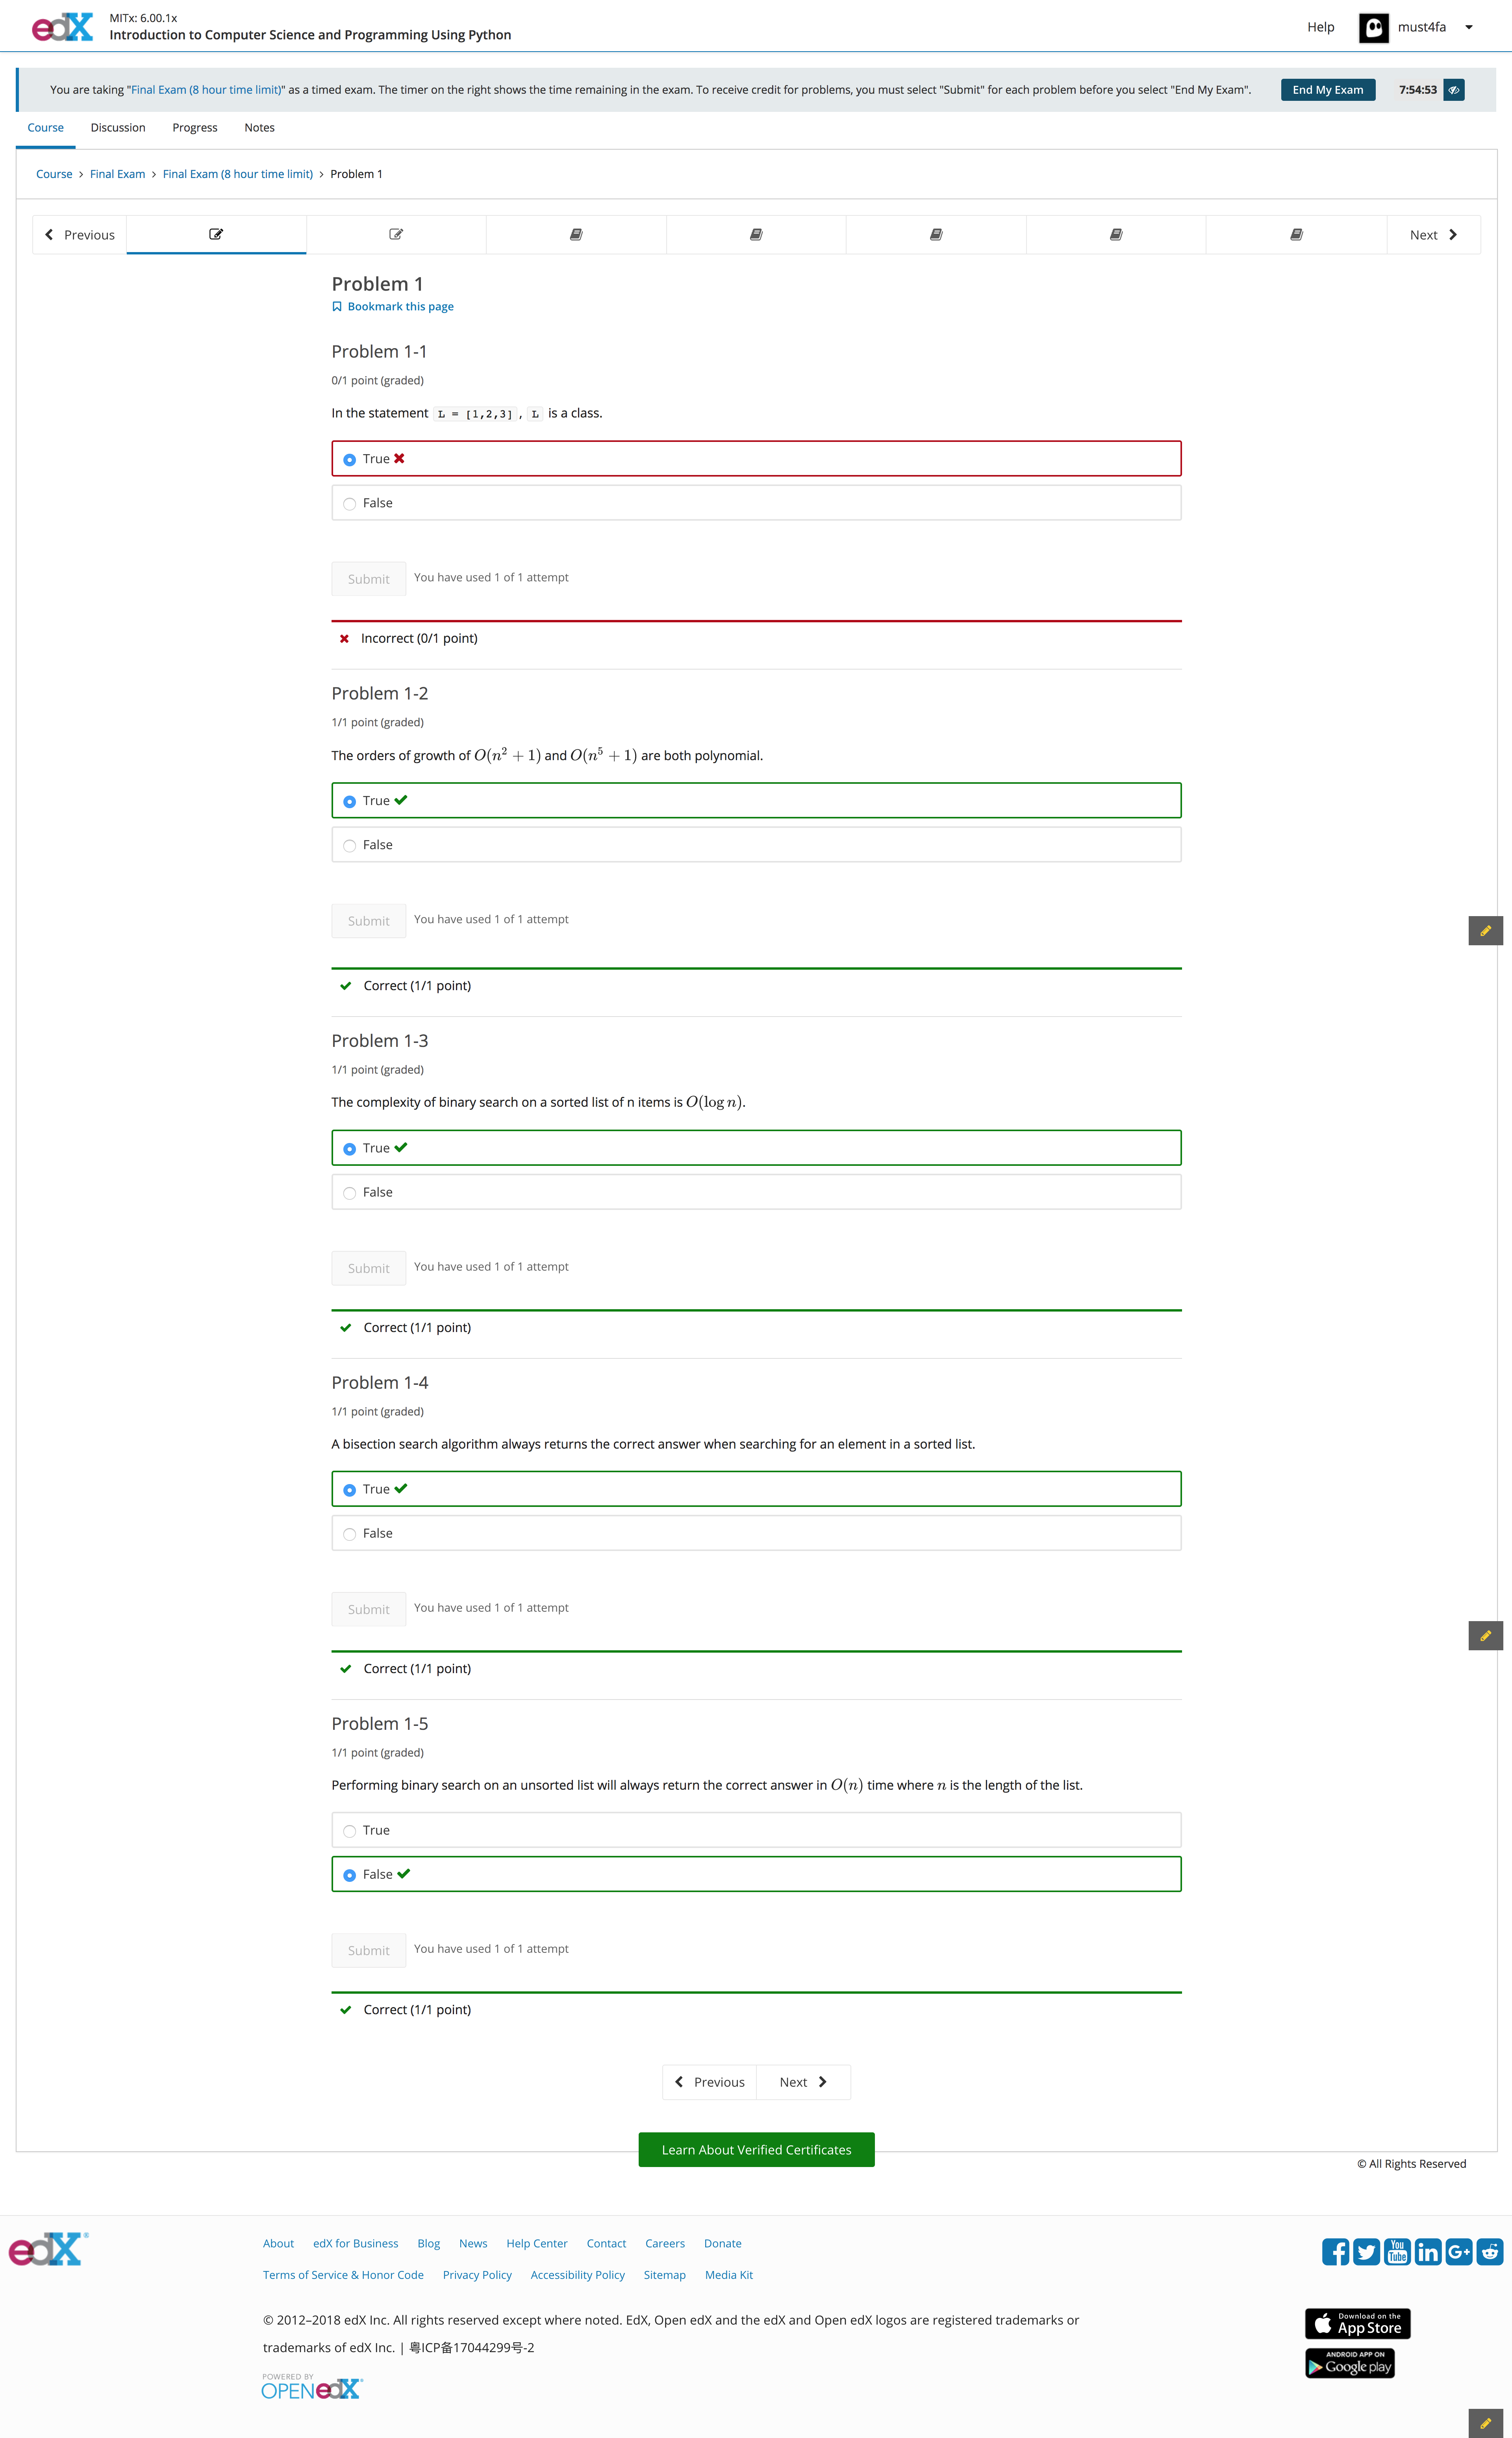 edX
MITx: 6.00.1x
Introduction to Computer Science and Programming Using Python
Help
must4fa
You are taking "Final Exam (8 hour time limit)" as a timed exam. The timer on the right shows the time remaining in the exam. To receive credit for problems, you must select "Submit" for each problem before you select "End My Exam".
End My Exam
7:54:53
Course Discussion Progress Notes
Course > Final Exam > Final Exam (8 hour time limit) > Problem 1
Previous
Next
Problem 1
Bookmark this page
Problem 1-1
0/1 point (graded)
In the statement L = [1,2,3], L is a class.
True
False
Submit You have used 1 of 1 attempt
Incorrect (0/1 point)
Problem 1-2
1/1 point (graded)
The orders of growth of O(n² + 1) and O(n⁵ + 1) are both polynomial.
True
False
Submit You have used 1 of 1 attempt
Correct (1/1 point)
Problem 1-3
1/1 point (graded)
The complexity of binary search on a sorted list of n items is O(log n).
True
False
Submit You have used 1 of 1 attempt
Correct (1/1 point)
Problem 1-4
1/1 point (graded)
A bisection search algorithm always returns the correct answer when searching for an element in a sorted list.
True
False
Submit You have used 1 of 1 attempt
Correct (1/1 point)
Problem 1-5
1/1 point (graded)
Performing binary search on an unsorted list will always return the correct answer in O(n) time where n is the length of the list.
True
False
Submit You have used 1 of 1 attempt
Correct (1/1 point)
Previous Next
Learn About Verified Certificates
© All Rights Reserved
edX®
About edX for Business Blog News Help Center Contact Careers Donate
Terms of Service & Honor Code Privacy Policy Accessibility Policy Sitemap Media Kit
You Tube in G+
© 2012–2018 edX Inc. All rights reserved except where noted. EdX, Open edX and the edX and Open edX logos are registered trademarks or
trademarks of edX Inc. | 粤ICP备17044299号-2
Download on the
App Store
ANDROID APP ON
Google play
POWERED BY
OPEN edX